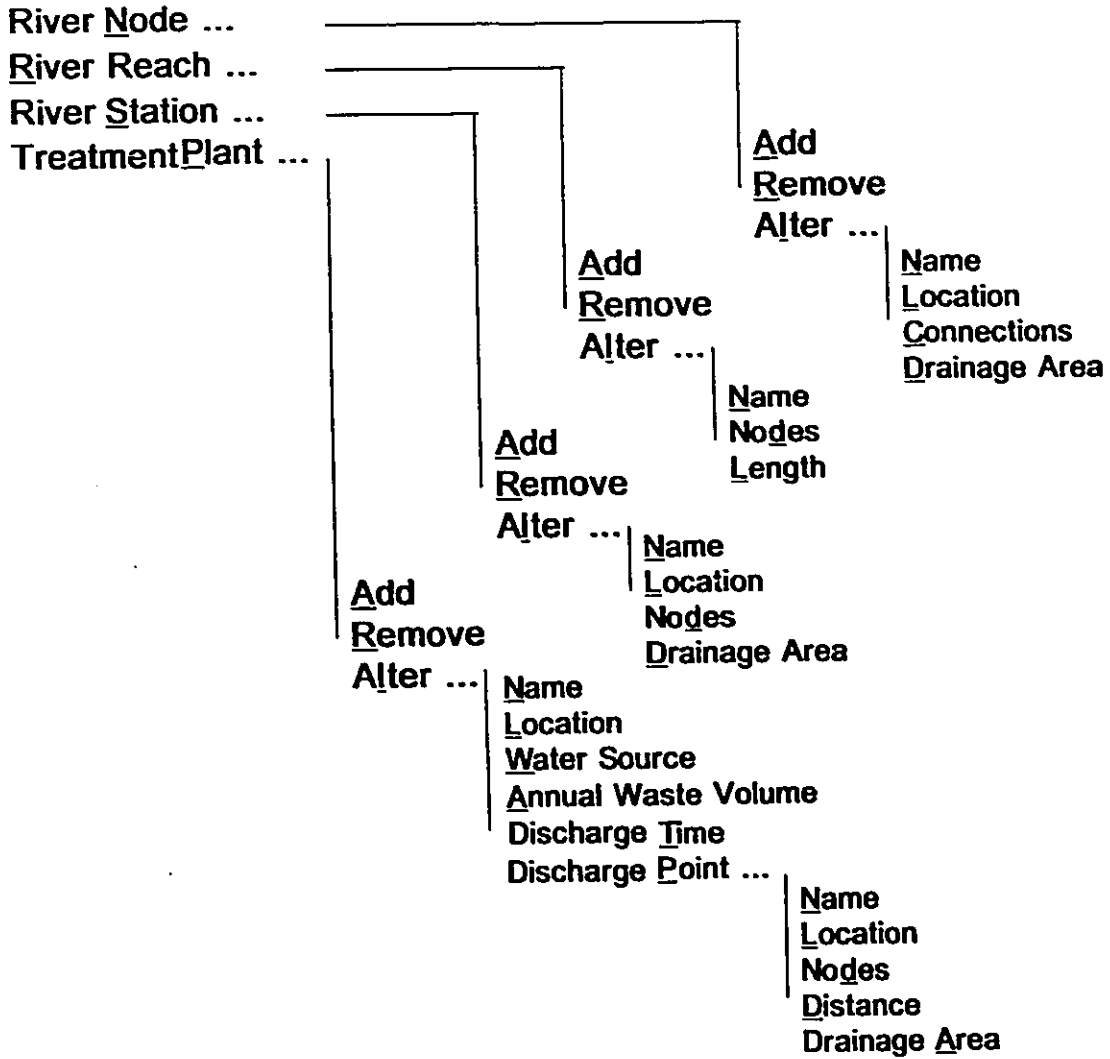 River Node ...
River Reach ...
River Station ...
TreatmentPlant ...
Add
Remove
Alter ...
Name
Location
Connections
Drainage Area
Add
Remove
Alter ...
Name
Nodes
Length
Add
Remove
Alter ...
Name
Location
Nodes
Drainage Area
Add
Remove
Alter ...
Name
Location
Water Source
Annual Waste Volume
Discharge Time
Discharge Point ...
Name
Location
Nodes
Distance
Drainage Area